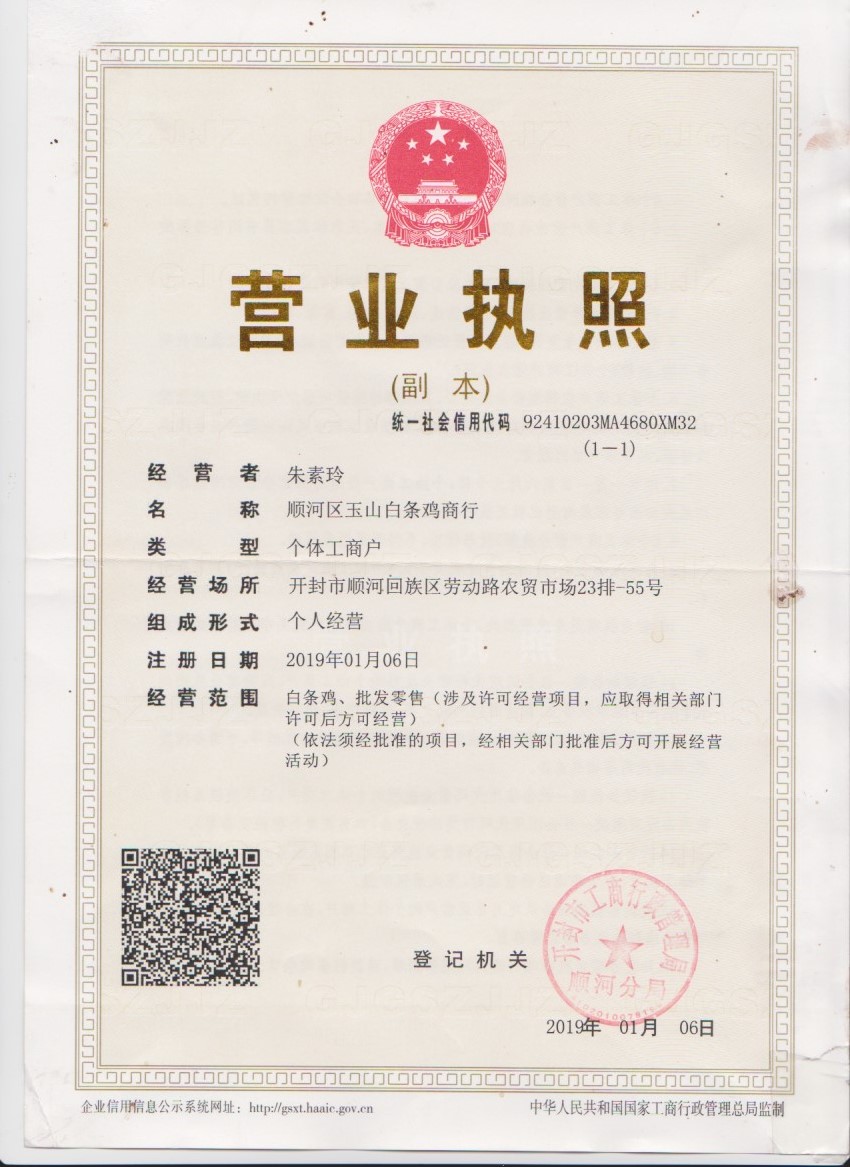 营业执照
(副 本)
统一社会信用代码 92410203MA4680XM32
(1-1)
经营者 朱素玲
名称 顺河区玉山白条鸡商行
类型 个体工商户
经营场所 开封市顺河回族区劳动路农贸市场23排-55号
组成形式 个人经营
注册日期 2019年01月06日
经营范围 白条鸡、批发零售（涉及许可经营项目，应取得相关部门
许可后方可经营）
（依法须经批准的项目，经相关部门批准后方可开展经营
活动）
开封市工商行政管理局
顺河分局
登记机关
2019年 01月 06日
企业信用信息公示系统网址：http://gsxt.haaic.gov.cn
中华人民共和国国家工商行政管理总局监制